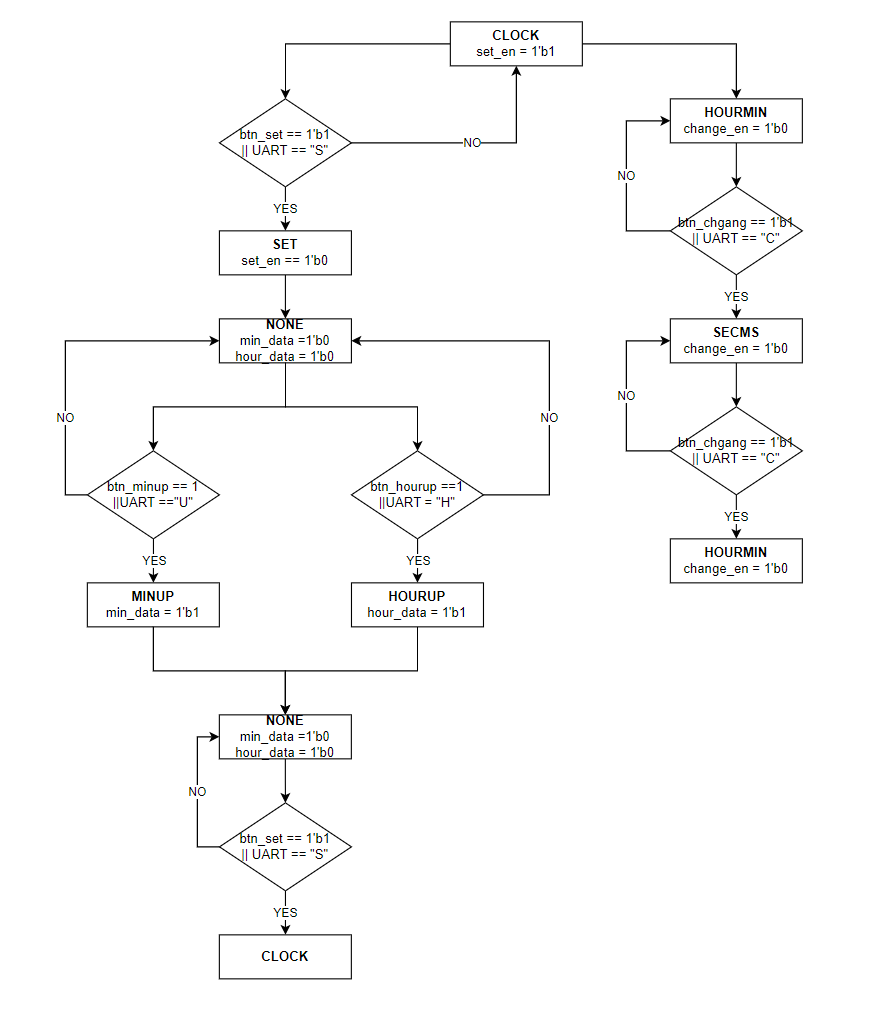 CLOCK
set_en = 1'b1
btn_set == 1'b1
|| UART == "S"
NO
YES
SET
set_en == 1'b0
NONE
min_data =1'b0
hour_data = 1'b0
NO
NO
btn_minup == 1
||UART =="U"
btn_hourup ==1
||UART = "H"
YES
YES
MINUP
min_data = 1'b1
HOURUP
hour_data = 1'b1
NONE
min_data =1'b0
hour_data = 1'b0
NO
btn_set == 1'b1
|| UART == "S"
YES
CLOCK
HOURMIN
change_en = 1'b0
NO
btn_chgang == 1'b1
|| UART == "C"
YES
SECMS
change_en = 1'b0
NO
btn_chgang == 1'b1
|| UART == "C"
YES
HOURMIN
change_en = 1'b0